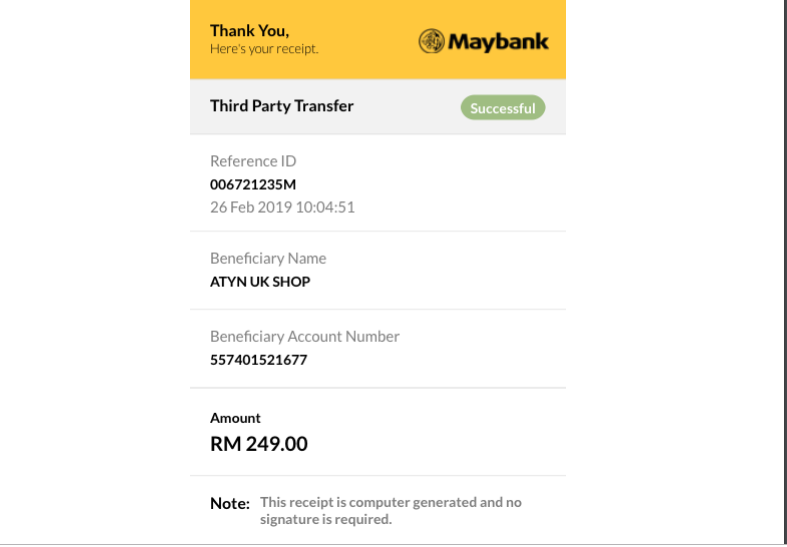 Thank You,
Here's your receipt.
Maybank
Third Party Transfer
Successful
Reference ID
006721235M
26 Feb 2019 10:04:51
Beneficiary Name
ATYN UK SHOP
Beneficiary Account Number
557401521677
Amount
RM 249.00
Note: This receipt is computer generated and no
signature is required.